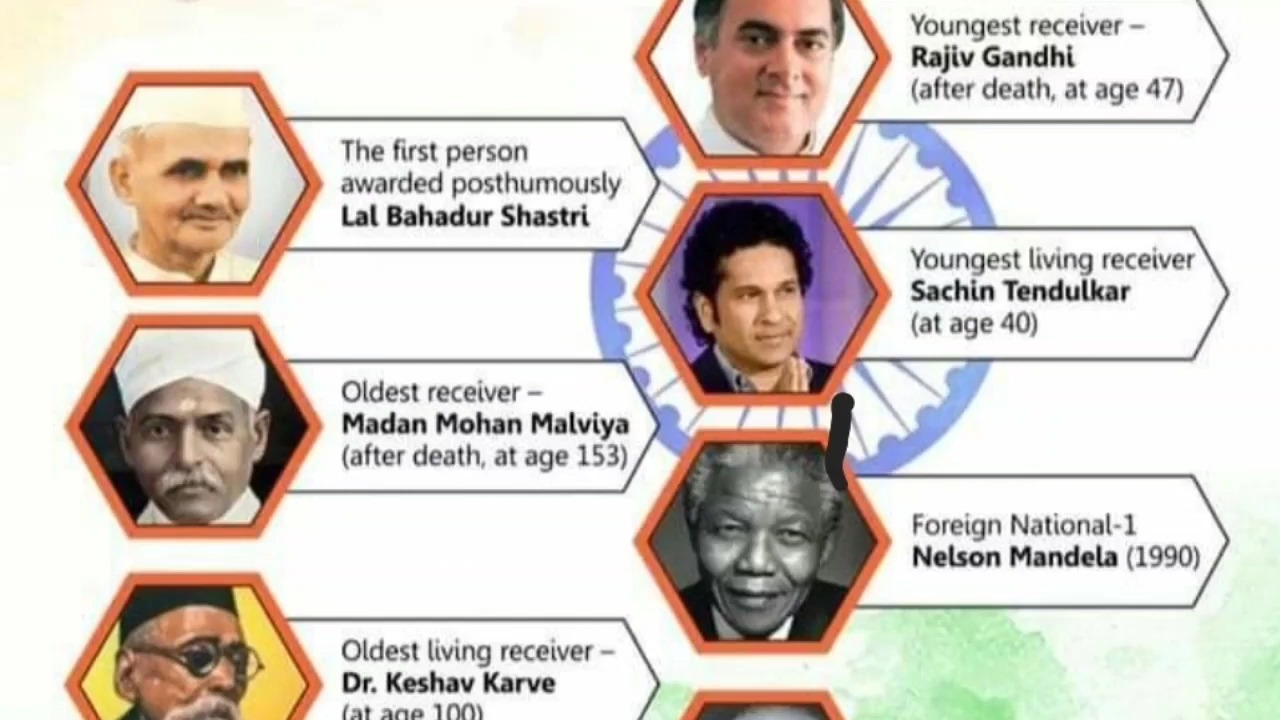 Youngest receiver –
Rajiv Gandhi
(after death, at age 47)
The first person
awarded posthumously
Lal Bahadur Shastri
Youngest living receiver
Sachin Tendulkar
(at age 40)
Oldest receiver –
Madan Mohan Malviya
(after death, at age 153)
Foreign National-1
Nelson Mandela (1990)
Oldest living receiver –
Dr. Keshav Karve
(at age 100)